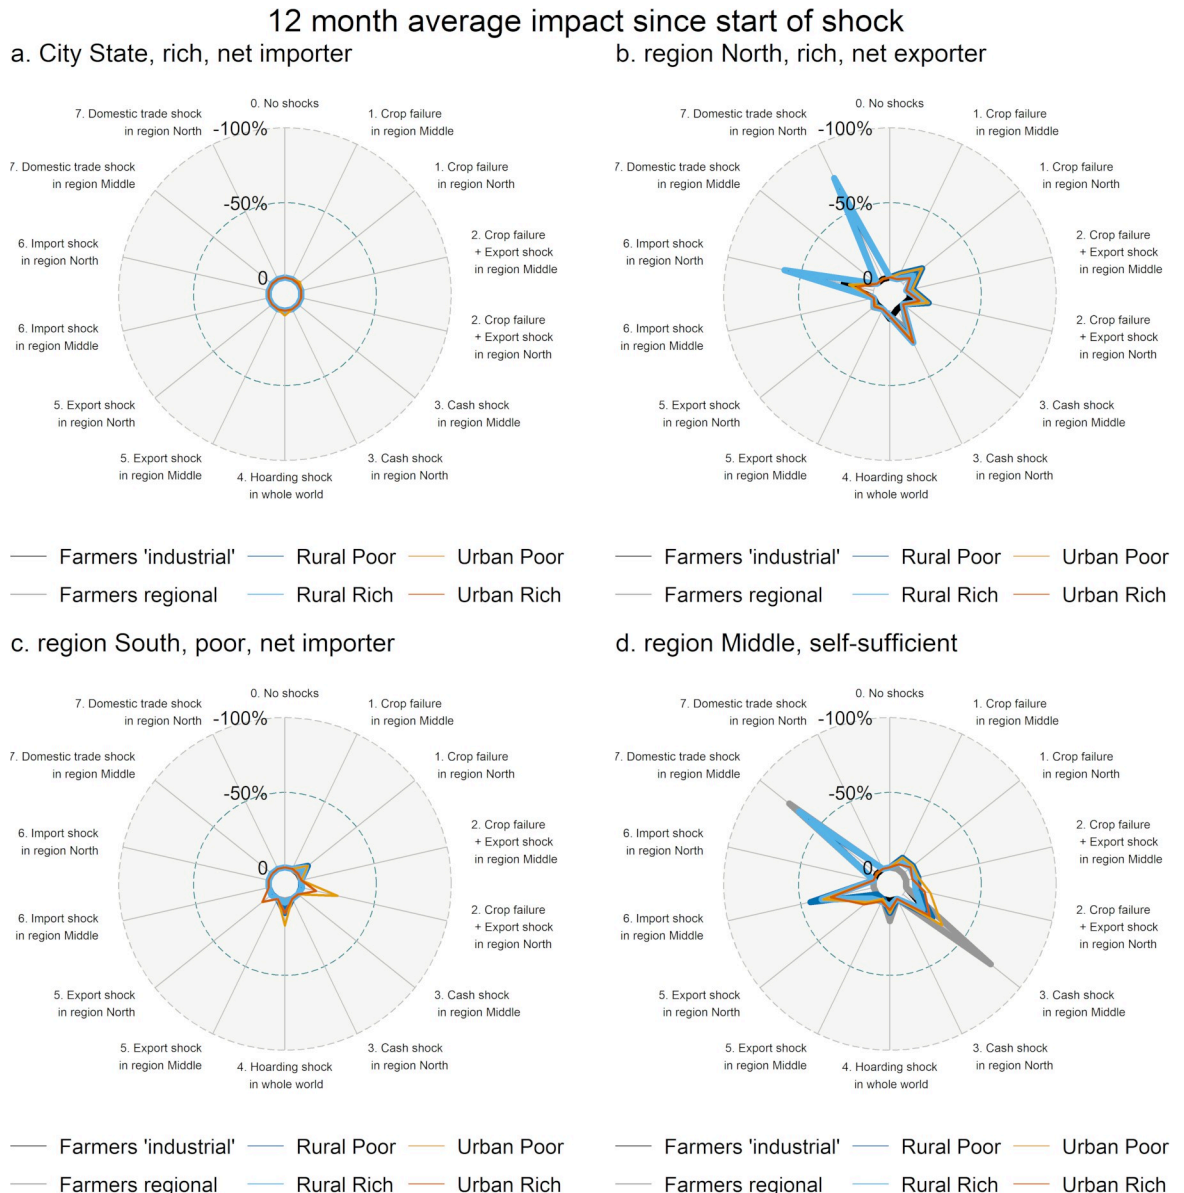 12 month average impact since start of shock
a. City State, rich, net importer
0. No shocks
1. Crop failure
in region Middle
1. Crop failure
in region North
2. Crop failure
+ Export shock
in region Middle
2. Crop failure
+ Export shock
in region North
3. Cash shock
in region Middle
3. Cash shock
in region North
4. Hoarding shock
in whole world
5. Export shock
in region Middle
5. Export shock
in region North
6. Import shock
in region Middle
6. Import shock
in region North
7. Domestic trade shock
in region Middle
7. Domestic trade shock
in region North
-100%
-50%
0
Farmers 'industrial' Rural Poor Urban Poor
Farmers regional Rural Rich Urban Rich
b. region North, rich, net exporter
0. No shocks
1. Crop failure
in region Middle
1. Crop failure
in region North
2. Crop failure
+ Export shock
in region Middle
2. Crop failure
+ Export shock
in region North
3. Cash shock
in region Middle
3. Cash shock
in region North
4. Hoarding shock
in whole world
5. Export shock
in region Middle
5. Export shock
in region North
6. Import shock
in region Middle
6. Import shock
in region North
7. Domestic trade shock
in region Middle
7. Domestic trade shock
in region North
-100%
-50%
0
Farmers 'industrial' Rural Poor Urban Poor
Farmers regional Rural Rich Urban Rich
c. region South, poor, net importer
0. No shocks
1. Crop failure
in region Middle
1. Crop failure
in region North
2. Crop failure
+ Export shock
in region Middle
2. Crop failure
+ Export shock
in region North
3. Cash shock
in region Middle
3. Cash shock
in region North
4. Hoarding shock
in whole world
5. Export shock
in region Middle
5. Export shock
in region North
6. Import shock
in region Middle
6. Import shock
in region North
7. Domestic trade shock
in region Middle
7. Domestic trade shock
in region North
-100%
-50%
0
Farmers 'industrial' Rural Poor Urban Poor
Farmers regional Rural Rich Urban Rich
d. region Middle, self-sufficient
0. No shocks
1. Crop failure
in region Middle
1. Crop failure
in region North
2. Crop failure
+ Export shock
in region Middle
2. Crop failure
+ Export shock
in region North
3. Cash shock
in region Middle
3. Cash shock
in region North
4. Hoarding shock
in whole world
5. Export shock
in region Middle
5. Export shock
in region North
6. Import shock
in region Middle
6. Import shock
in region North
7. Domestic trade shock
in region Middle
7. Domestic trade shock
in region North
-100%
-50%
0
Farmers 'industrial' Rural Poor Urban Poor
Farmers regional Rural Rich Urban Rich